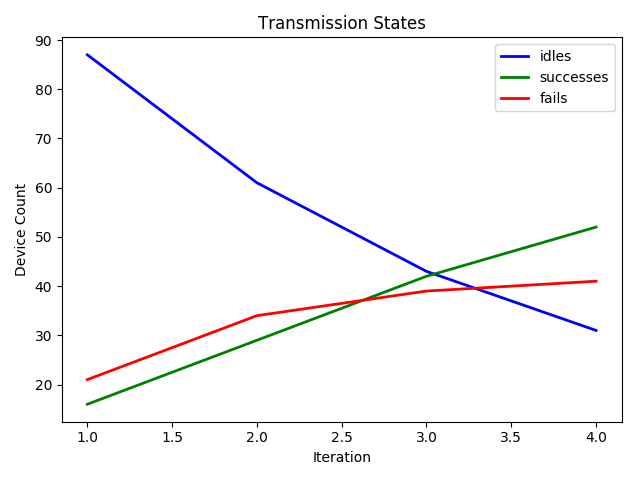 Transmission States
idles
successes
fails
Device Count
90
80
70
60
50
40
30
20
1.0 1.5 2.0 2.5 3.0 3.5 4.0
Iteration